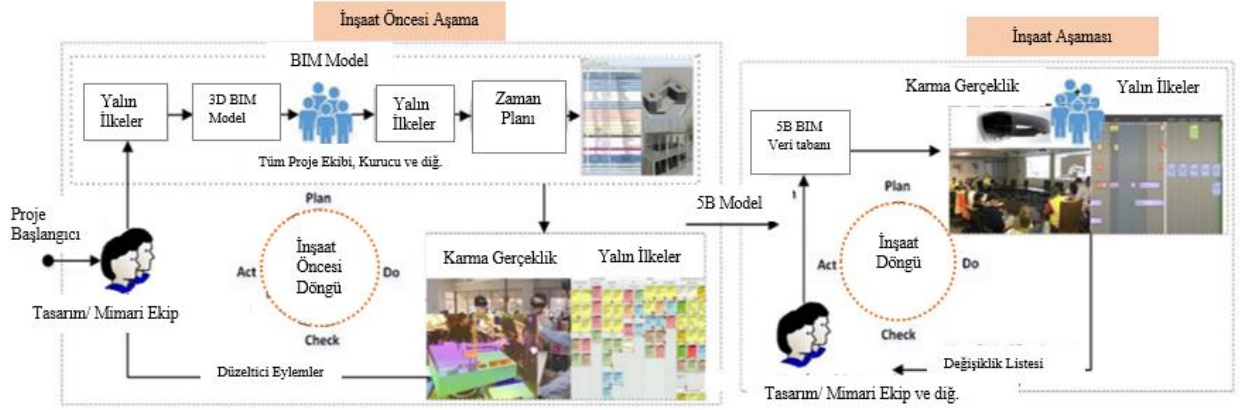 İnşaat Öncesi Aşama
BIM Model
Yalın
İlkeler
3D BIM
Model
Yalın
İlkeler
Zaman
Planı
Tüm Proje Ekibi, Kurucu ve diğ.
Proje
Başlangıcı
Tasarım/ Mimari Ekip
Plan
Act
İnşaat
Öncesi
Döngü
Do
Check
Karma Gerçeklik
Yalın İlkeler
Düzeltici Eylemler
5B Model
İnşaat Aşaması
5B BIM
Veri tabanı
Karma Gerçeklik
Yalın İlkeler
Plan
Act
İnşaat
Döngü
Do
Check
Değişiklik Listesi
Tasarım/ Mimari Ekip ve diğ.